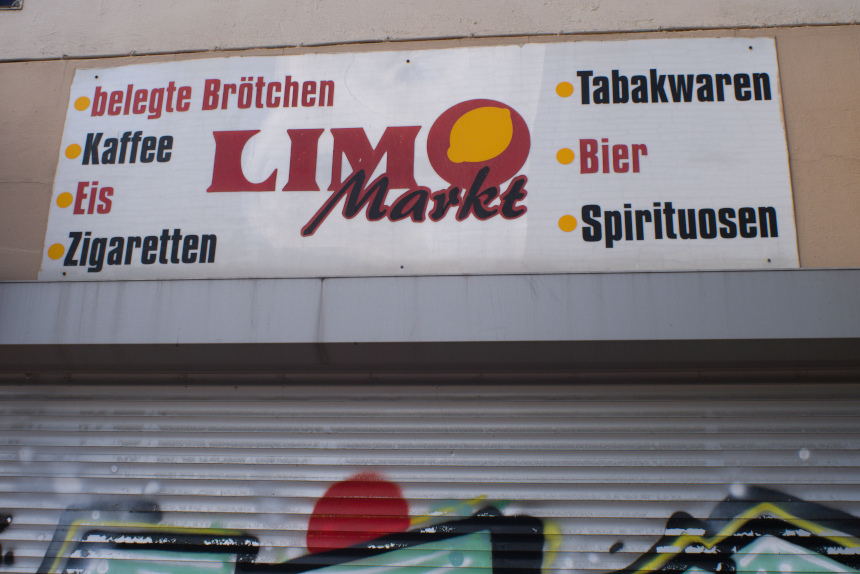 belegte Brötchen
Kaffee
Eis
Zigaretten
LIMO
Markt
Tabakwaren
Bier
Spirituosen